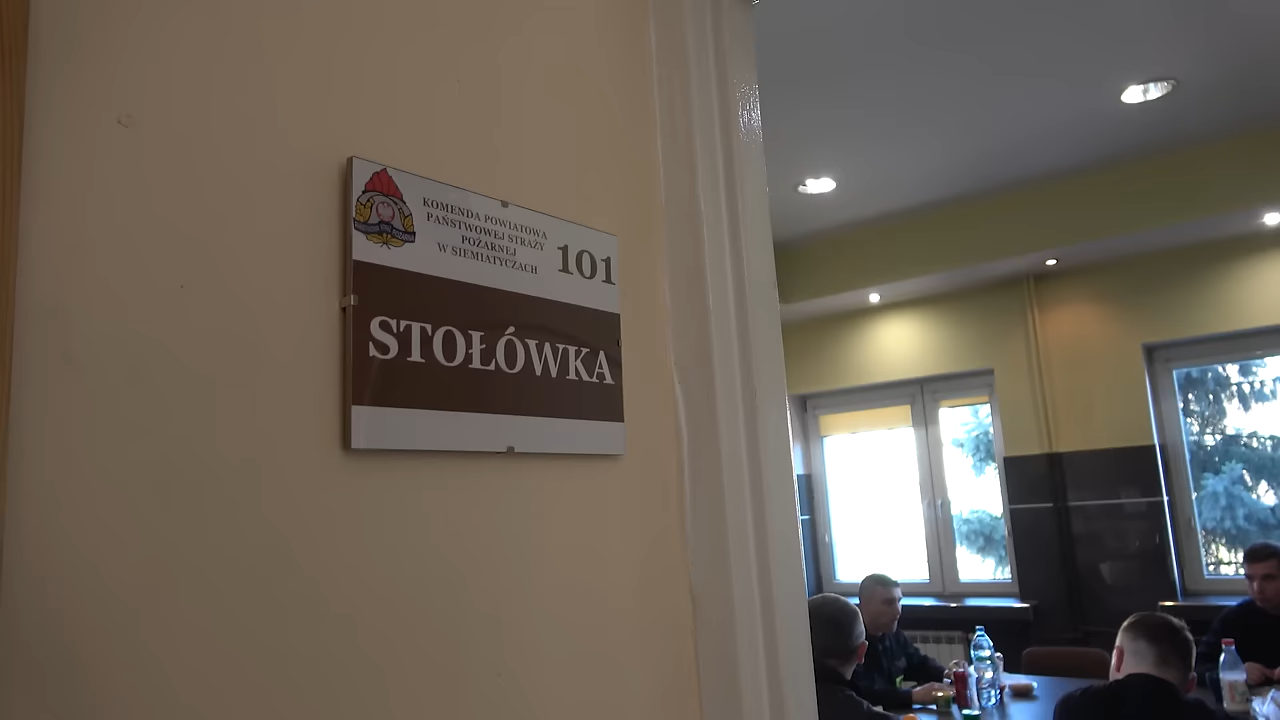 KOMENDA POWIATOWA
PAŃSTWOWEJ STRAŻY
POŻARNEJ
W SIEMIATYCZACH
101
STOŁÓWKA